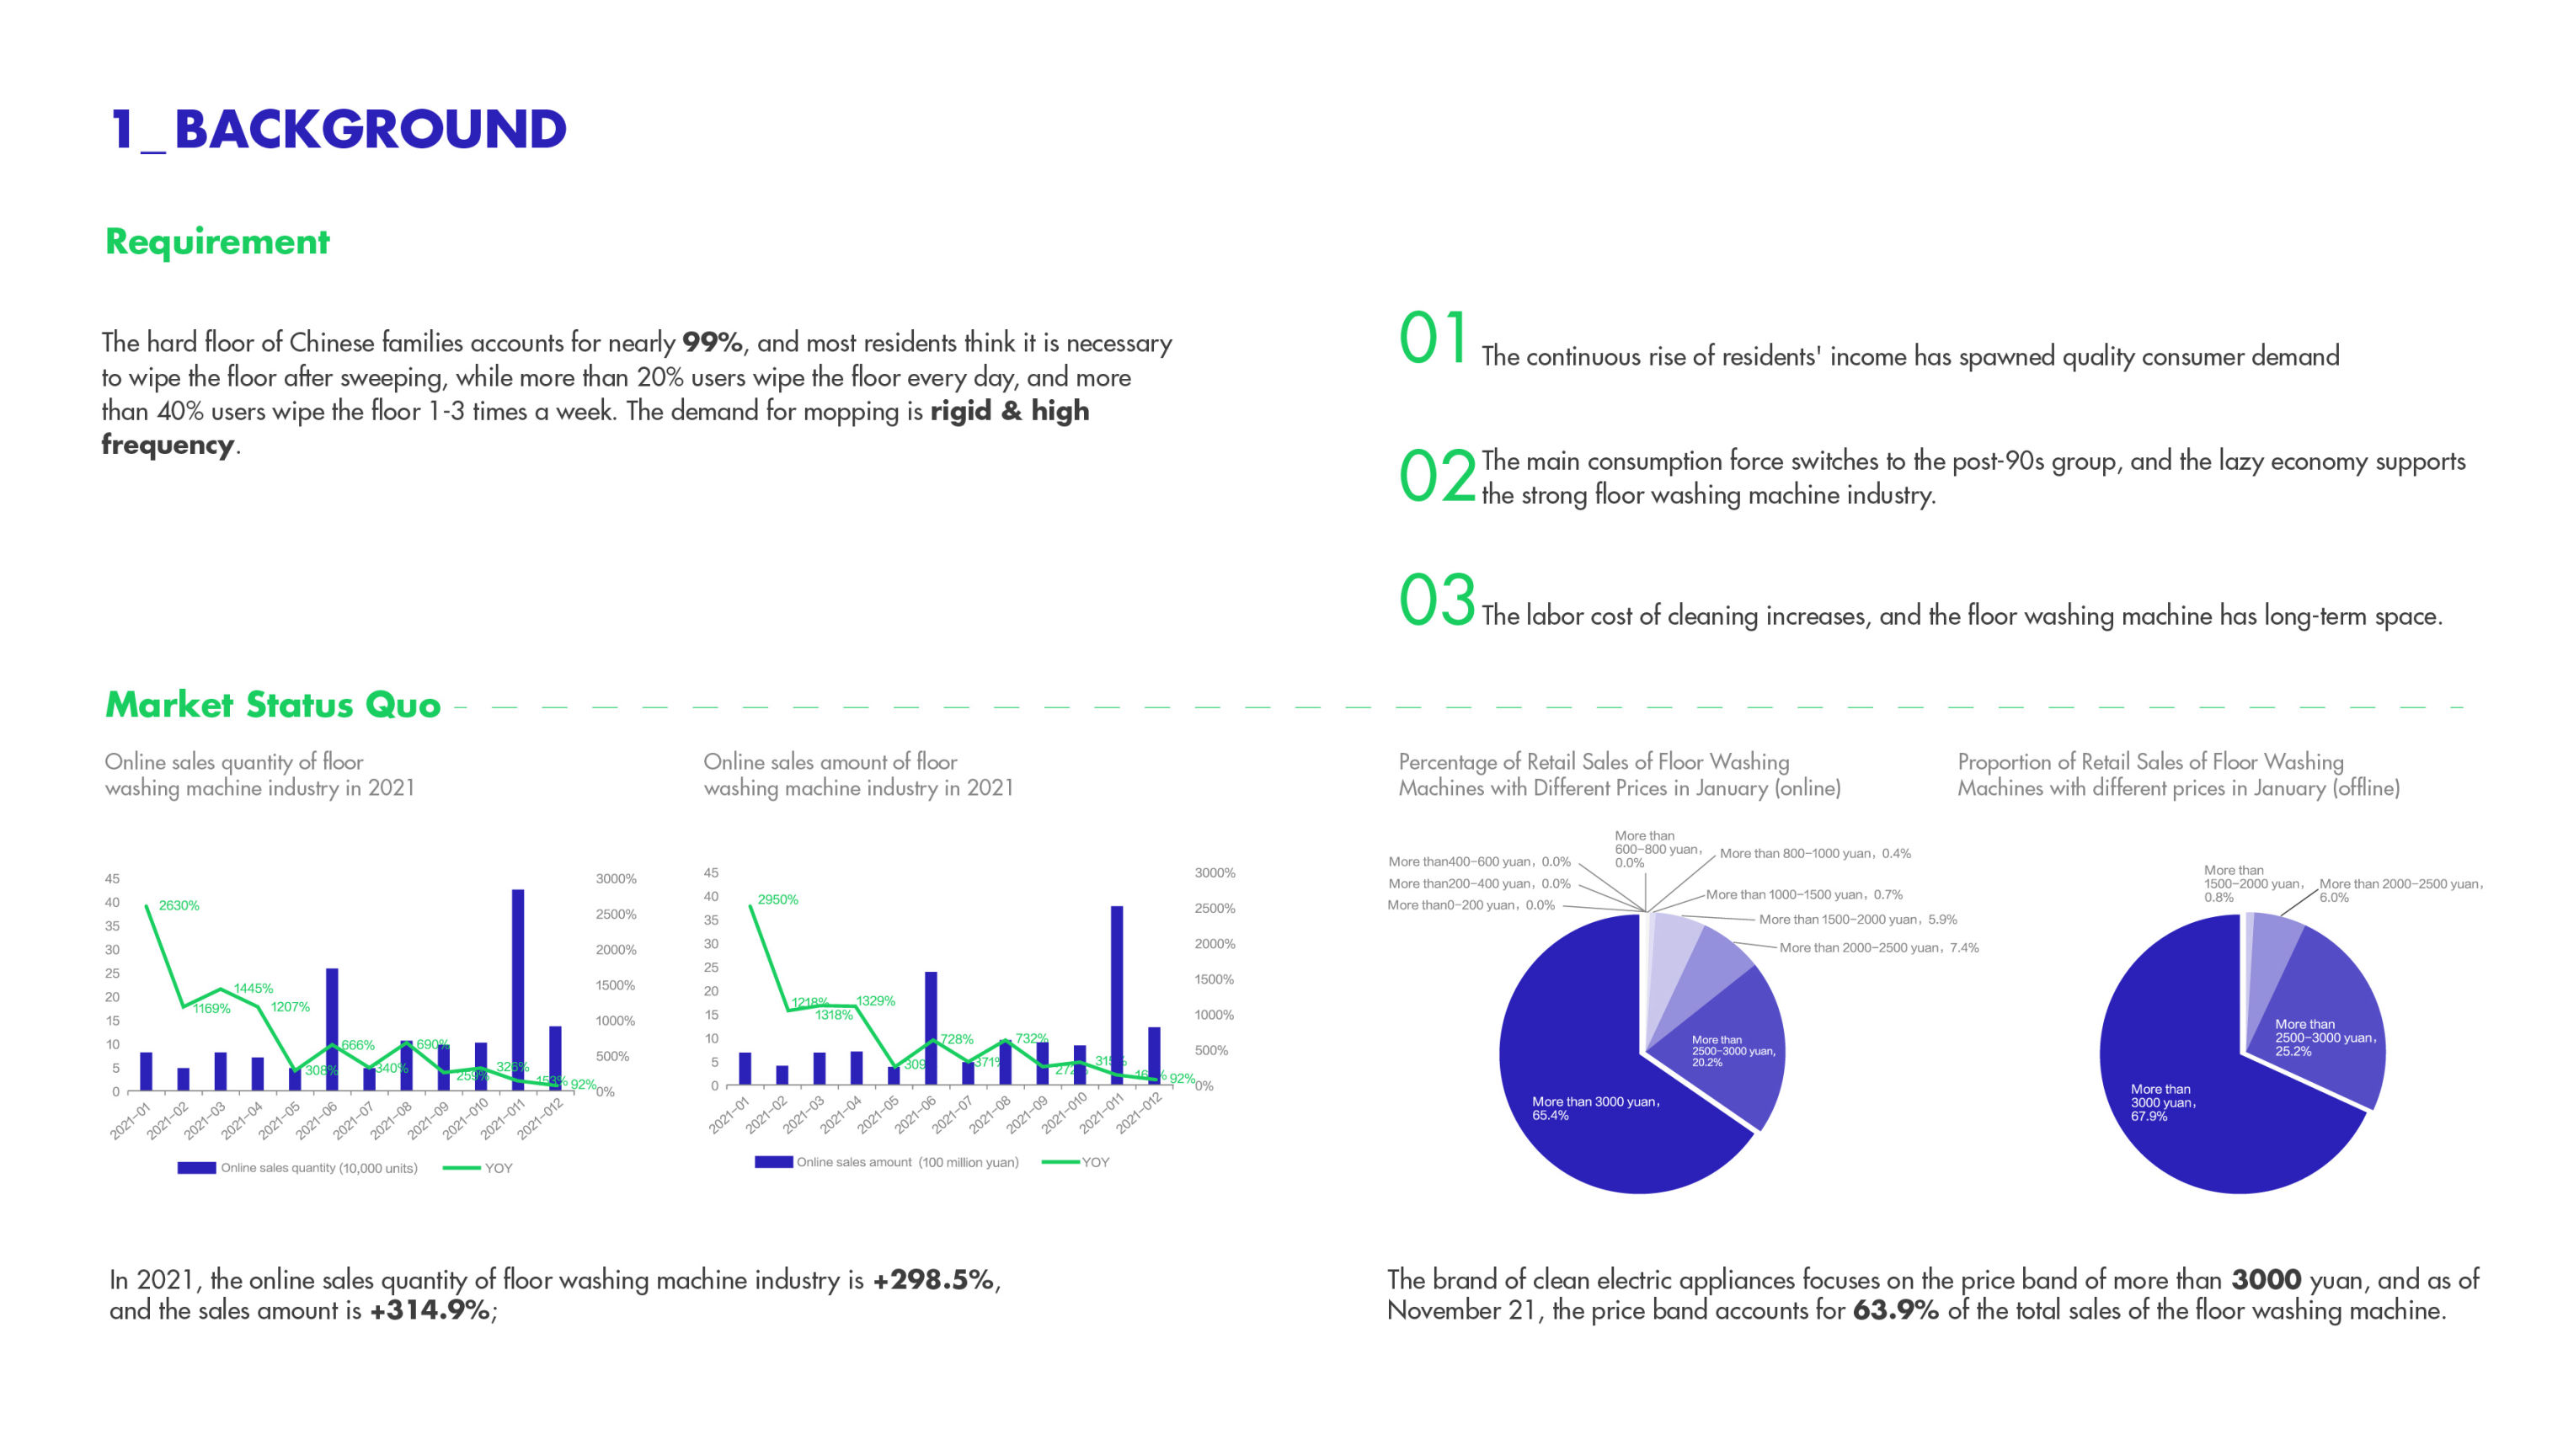 1_BACKGROUND
Requirement
The hard floor of Chinese families accounts for nearly 99%, and most residents think it is necessary
to wipe the floor after sweeping, while more than 20% users wipe the floor every day, and more
than 40% users wipe the floor 1-3 times a week. The demand for mopping is rigid & high
frequency.
01 The continuous rise of residents' income has spawned quality consumer demand
02 The main consumption force switches to the post-90s group, and the lazy economy supports
the strong floor washing machine industry.
03 The labor cost of cleaning increases, and the floor washing machine has long-term space.
Market Status Quo
Online sales quantity of floor
washing machine industry in 2021
45
40
35
30
25
20
15
10
5
0
3000%
2500%
2000%
1500%
1000%
500%
0%
2630%
1169%
1445%
1207%
308%
666%
340%
690%
259%
326%
153%
92%
2021-01
2021-02
2021-03
2021-04
2021-05
2021-06
2021-07
2021-08
2021-09
2021-010
2021-011
2021-012
Online sales quantity (10,000 units)
YOY
Online sales amount of floor
washing machine industry in 2021
45
40
35
30
25
20
15
10
5
0
3000%
2500%
2000%
1500%
1000%
500%
0%
2950%
1218%
1318%
1329%
309
728%
371%
732%
272%
315%
92%
2021-01
2021-02
2021-03
2021-04
2021-05
2021-06
2021-07
2021-08
2021-09
2021-010
2021-011
2021-012
Online sales amount (100 million yuan)
YOY
Percentage of Retail Sales of Floor Washing
Machines with Different Prices in January (online)
More than
600-800 yuan,
0.0%
More than400-600 yuan, 0.0%
More than200-400 yuan, 0.0%
More than0-200 yuan, 0.0%
More than 800-1000 yuan, 0.4%
More than 1000-1500 yuan, 0.7%
More than 1500-2000 yuan, 5.9%
More than 2000-2500 yuan, 7.4%
More than
2500-3000 yuan,
20.2%
More than 3000 yuan,
65.4%
Proportion of Retail Sales of Floor Washing
Machines with different prices in January (offline)
More than
1500-2000 yuan,
0.8%
More than 2000-2500 yuan,
6.0%
More than
2500-3000 yuan,
25.2%
More than
3000 yuan,
67.9%
In 2021, the online sales quantity of floor washing machine industry is +298.5%,
and the sales amount is +314.9%;
The brand of clean electric appliances focuses on the price band of more than 3000 yuan, and as of
November 21, the price band accounts for 63.9% of the total sales of the floor washing machine.